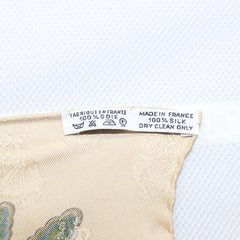 FABRIQUE EN FRANCE
100% SOIE
MADE IN FRANCE
100% SILK
DRY CLEAN ONLY